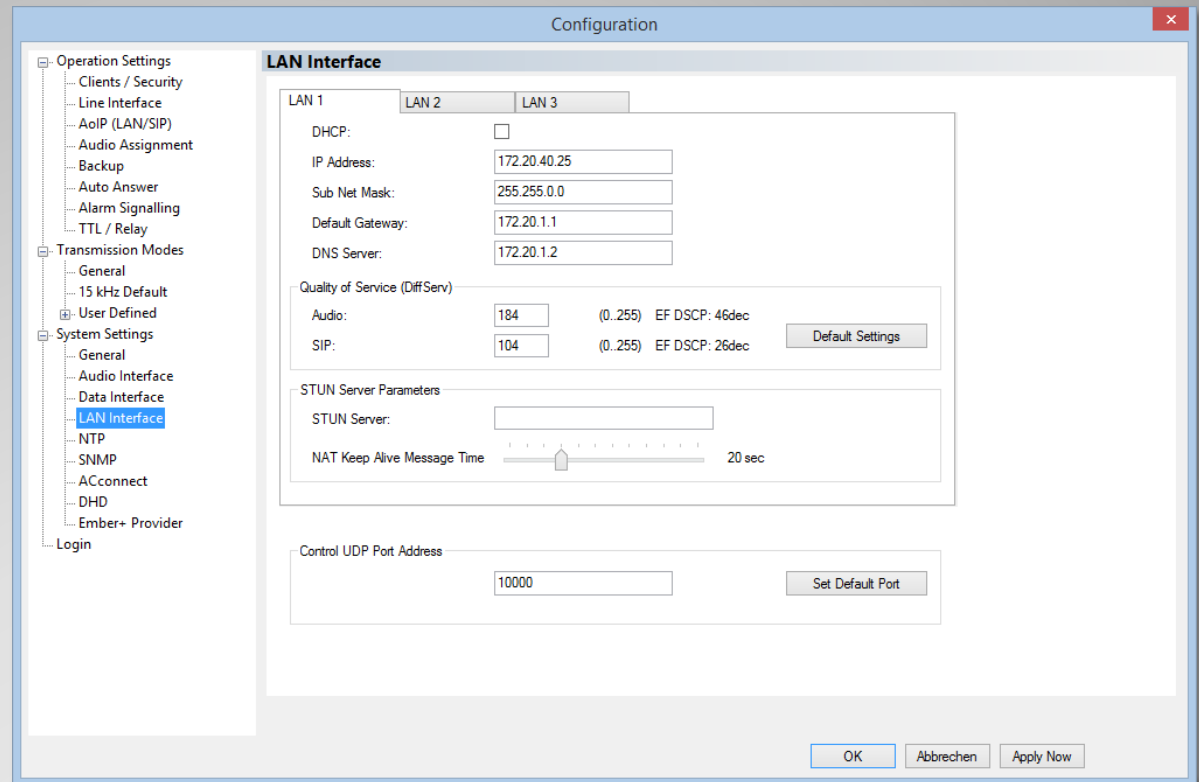 Configuration
Operation Settings
Clients / Security
Line Interface
AoIP (LAN/SIP)
Audio Assignment
Backup
Auto Answer
Alarm Signalling
TTL / Relay
Transmission Modes
General
15 kHz Default
User Defined
System Settings
General
Audio Interface
Data Interface
LAN Interface
NTP
SNMP
ACconnect
DHD
Ember+ Provider
Login
LAN Interface
LAN 1 LAN 2 LAN 3
DHCP:
IP Address: 172.20.40.25
Sub Net Mask: 255.255.0.0
Default Gateway: 172.20.1.1
DNS Server: 172.20.1.2
Quality of Service (DiffServ)
Audio: 184 (0..255) EF DSCP: 46dec
SIP: 104 (0..255) EF DSCP: 26dec
Default Settings
STUN Server Parameters
STUN Server:
NAT Keep Alive Message Time 20 sec
Control UDP Port Address
10000 Set Default Port
OK Abbrechen Apply Now